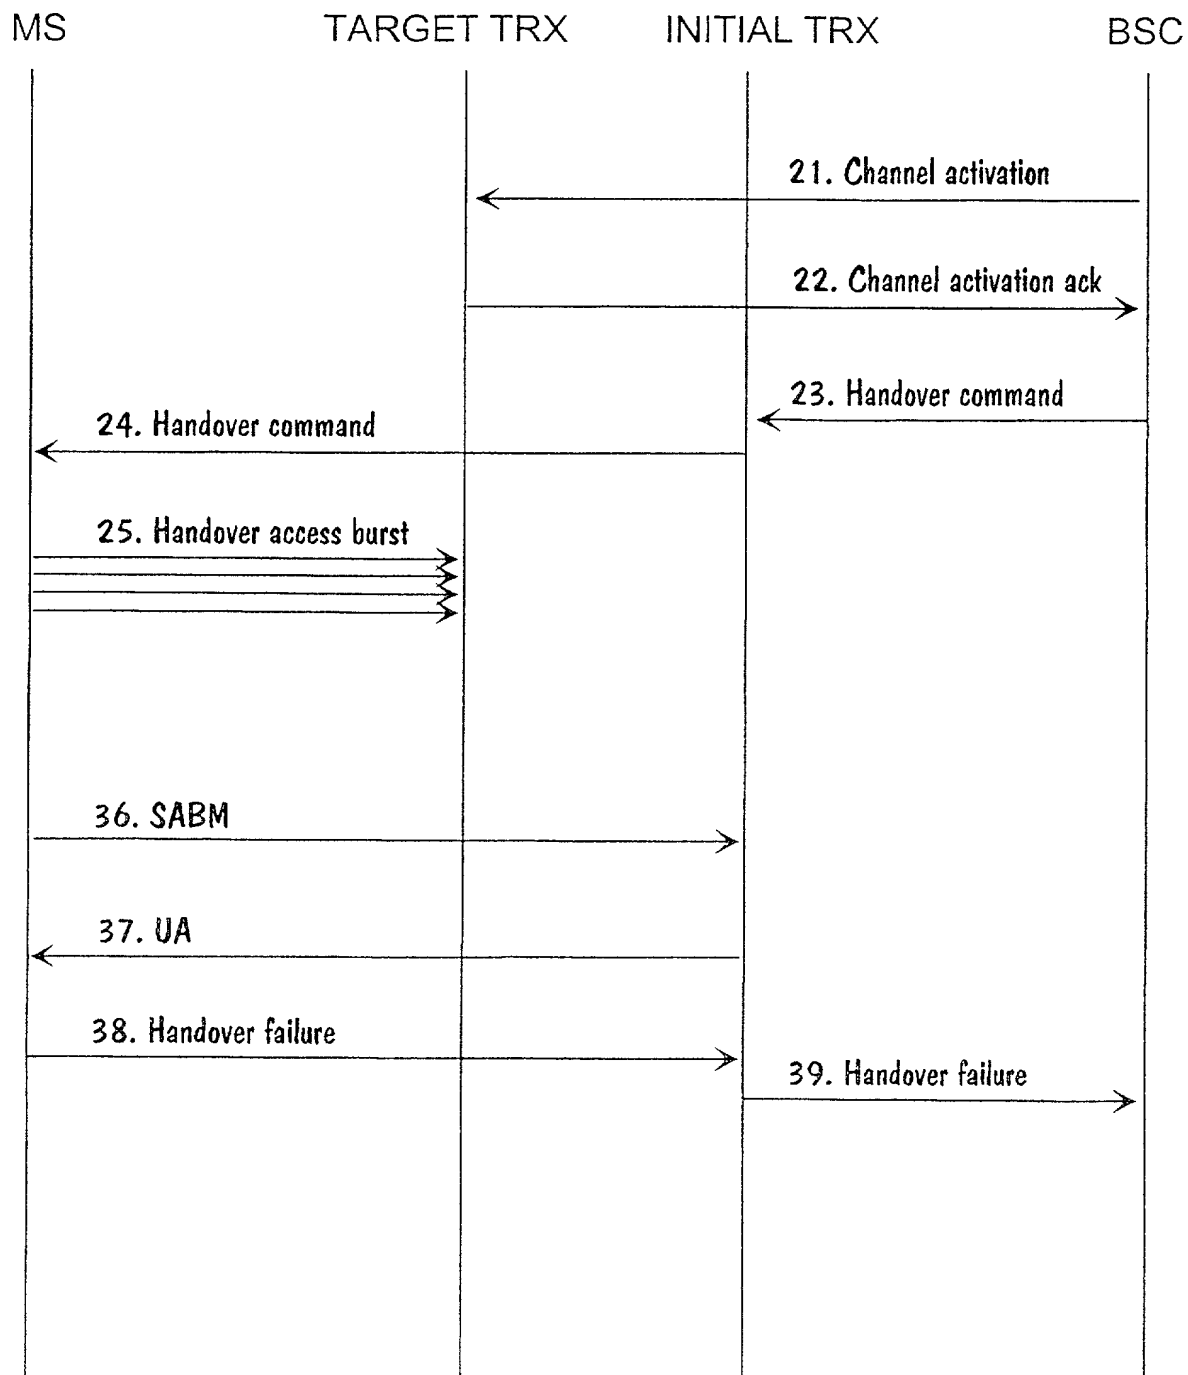 MS TARGET TRX INITIAL TRX BSC
21. Channel activation
22. Channel activation ack
23. Handover command
24. Handover command
25. Handover access burst
36. SABM
37. UA
38. Handover failure
39. Handover failure